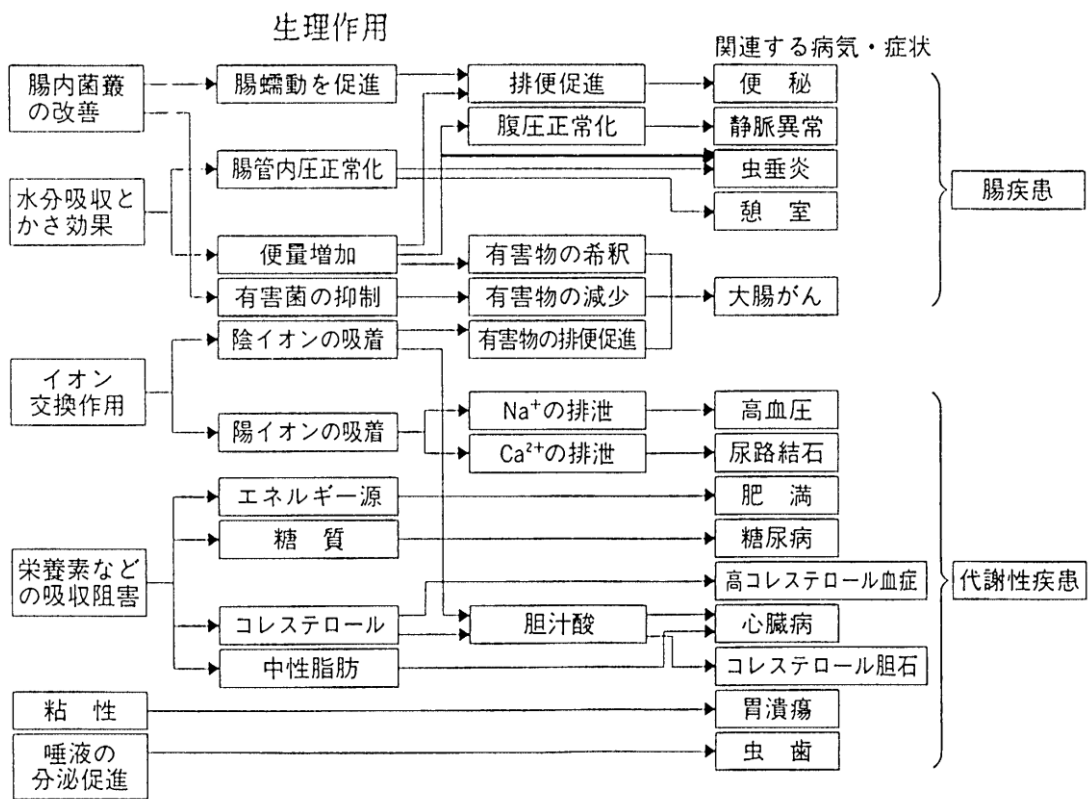 生理作用
関連する病気・症状
腸内菌叢
の改善
水分吸収と
かさ効果
イオン
交換作用
栄養素など
の吸収阻害
粘 性
唾液の
分泌促進
腸蠕動を促進
腸管内圧正常化
便量増加
有害菌の抑制
陰イオンの吸着
陽イオンの吸着
エネルギー源
糖 質
コレステロール
中性脂肪
排便促進
腹圧正常化
有害物の希釈
有害物の減少
有害物の排便促進
Na⁺の排泄
Ca²⁺の排泄
胆汁酸
便 秘
静脈異常
虫垂炎
憩 室
大腸がん
高血圧
尿路結石
肥 満
糖尿病
高コレステロール血症
心臓病
コレステロール胆石
胃潰瘍
虫 歯
腸疾患
代謝性疾患